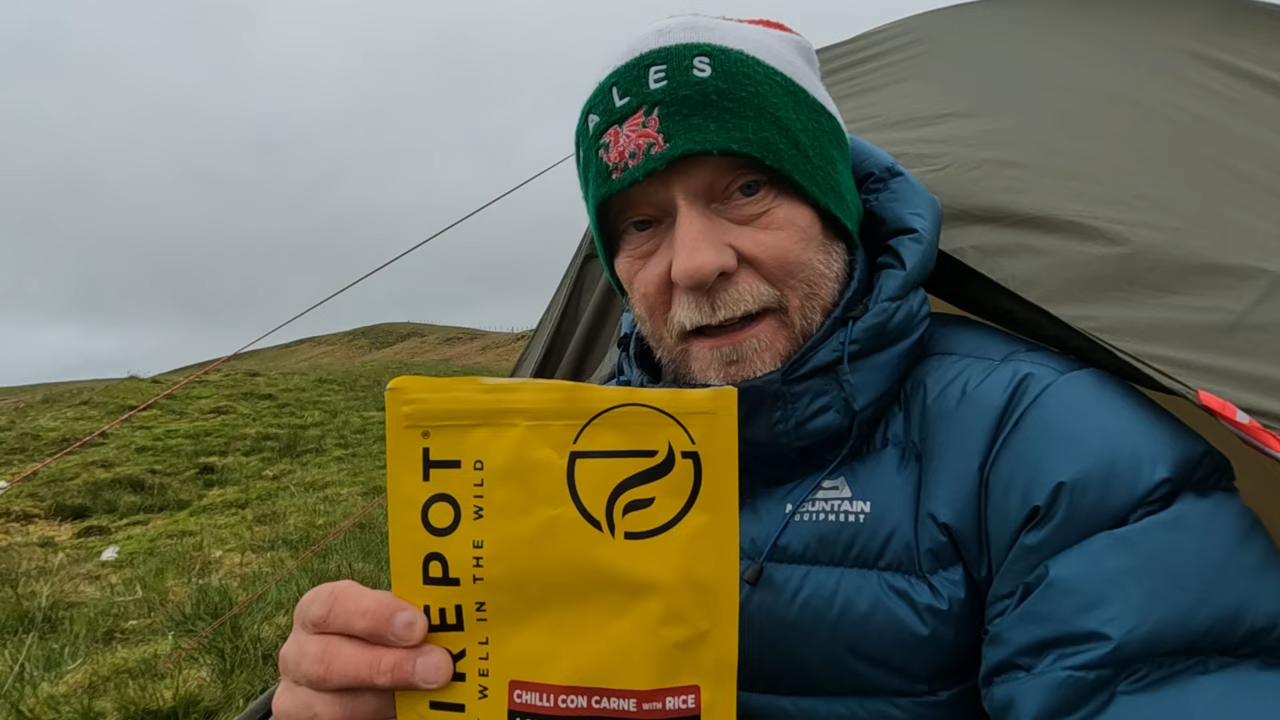 ALES
IREPOT®
WELL IN THE WILD
MOUNTAIN
EQUIPMENT
CHILLI CON CARNE WITH RICE